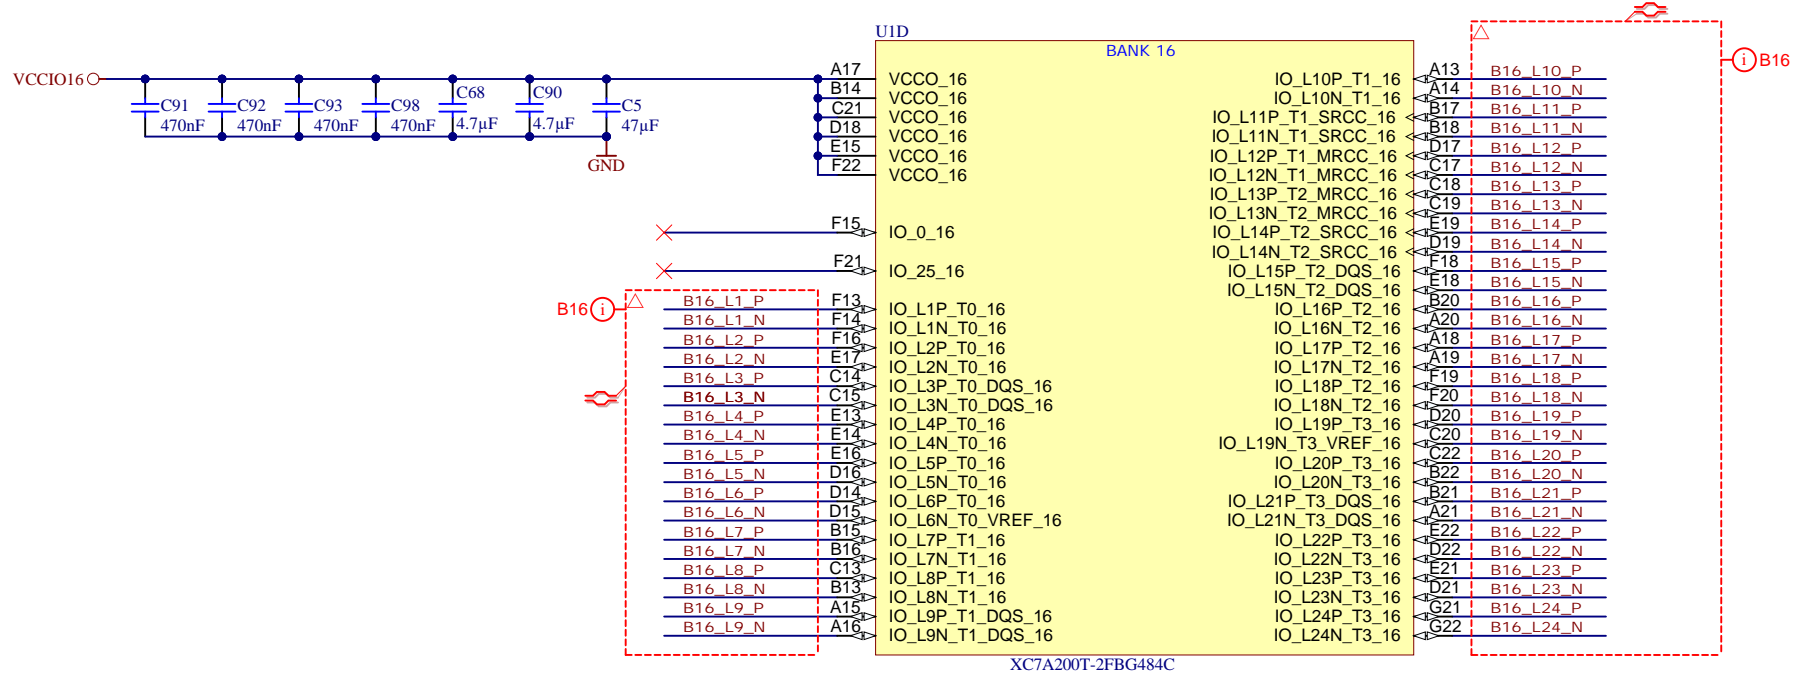 U1D
BANK 16
VCCIO16
C91
470nF
C92
470nF
C93
470nF
C98
470nF
C68
4.7µF
C90
4.7µF
C5
47µF
GND
A17 VCCO_16
B14 VCCO_16
C21 VCCO_16
D18 VCCO_16
E15 VCCO_16
F22 VCCO_16
F15 IO_0_16
F21 IO_25_16
B16 i
B16_L1_P F13 IO_L1P_T0_16
B16_L1_N F14 IO_L1N_T0_16
B16_L2_P F16 IO_L2P_T0_16
B16_L2_N E17 IO_L2N_T0_16
B16_L3_P C14 IO_L3P_T0_DQS_16
B16_L3_N C15 IO_L3N_T0_DQS_16
B16_L4_P E13 IO_L4P_T0_16
B16_L4_N E14 IO_L4N_T0_16
B16_L5_P E16 IO_L5P_T0_16
B16_L5_N D16 IO_L5N_T0_16
B16_L6_P D14 IO_L6P_T0_16
B16_L6_N D15 IO_L6N_T0_VREF_16
B16_L7_P B15 IO_L7P_T1_16
B16_L7_N B16 IO_L7N_T1_16
B16_L8_P C13 IO_L8P_T1_16
B16_L8_N B13 IO_L8N_T1_16
B16_L9_P A15 IO_L9P_T1_DQS_16
B16_L9_N A16 IO_L9N_T1_DQS_16
IO_L10P_T1_16 A13 B16_L10_P
IO_L10N_T1_16 A14 B16_L10_N
IO_L11P_T1_SRCC_16 B17 B16_L11_P
IO_L11N_T1_SRCC_16 B18 B16_L11_N
IO_L12P_T1_MRCC_16 D17 B16_L12_P
IO_L12N_T1_MRCC_16 C17 B16_L12_N
IO_L13P_T2_MRCC_16 C18 B16_L13_P
IO_L13N_T2_MRCC_16 C19 B16_L13_N
IO_L14P_T2_SRCC_16 E19 B16_L14_P
IO_L14N_T2_SRCC_16 D19 B16_L14_N
IO_L15P_T2_DQS_16 F18 B16_L15_P
IO_L15N_T2_DQS_16 E18 B16_L15_N
IO_L16P_T2_16 B20 B16_L16_P
IO_L16N_T2_16 A20 B16_L16_N
IO_L17P_T2_16 A18 B16_L17_P
IO_L17N_T2_16 A19 B16_L17_N
IO_L18P_T2_16 F19 B16_L18_P
IO_L18N_T2_16 F20 B16_L18_N
IO_L19P_T3_16 D20 B16_L19_P
IO_L19N_T3_VREF_16 C20 B16_L19_N
IO_L20P_T3_16 C22 B16_L20_P
IO_L20N_T3_16 B22 B16_L20_N
IO_L21P_T3_DQS_16 B21 B16_L21_P
IO_L21N_T3_DQS_16 A21 B16_L21_N
IO_L22P_T3_16 E22 B16_L22_P
IO_L22N_T3_16 D22 B16_L22_N
IO_L23P_T3_16 E21 B16_L23_P
IO_L23N_T3_16 D21 B16_L23_N
IO_L24P_T3_16 G21 B16_L24_P
IO_L24N_T3_16 G22 B16_L24_N
i B16
XC7A200T-2FBG484C